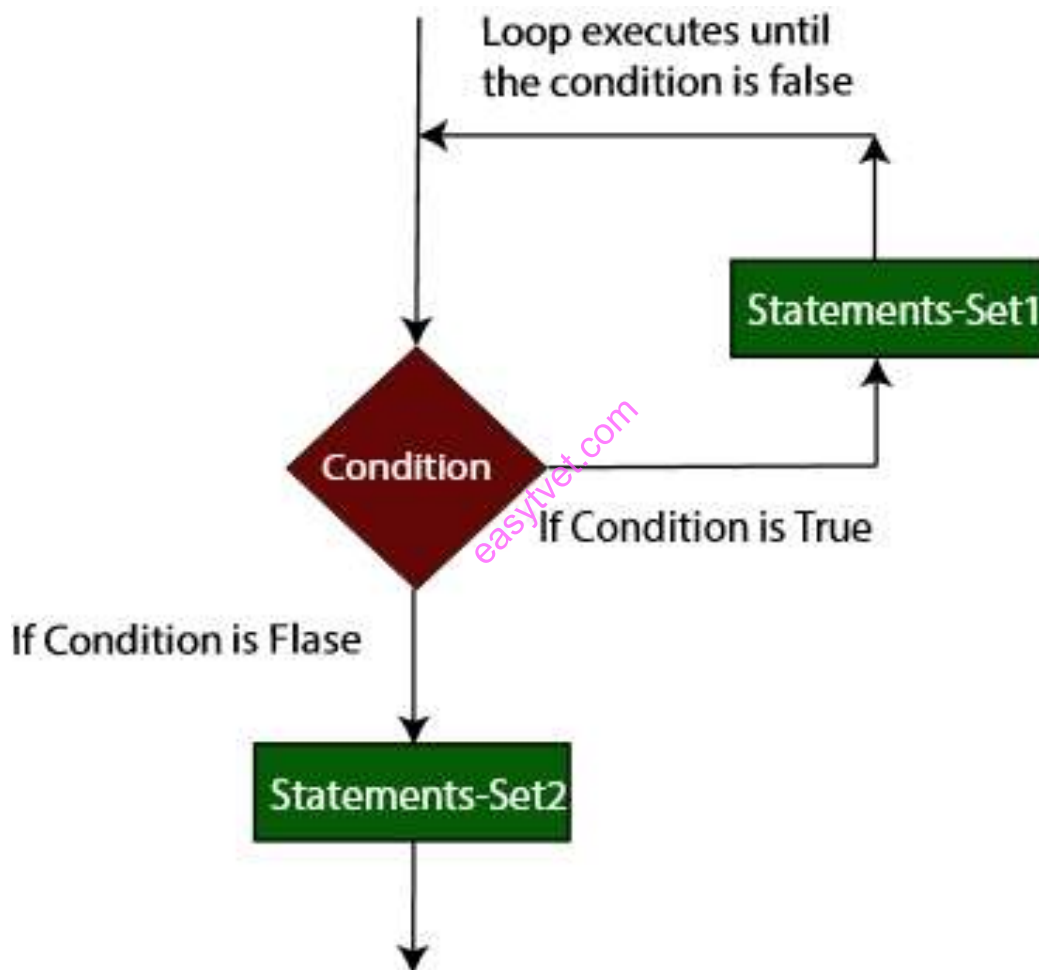 Loop executes until
the condition is false
Statements-Set1
Condition
easytvet.com
If Condition is True
If Condition is Flase
Statements-Set2